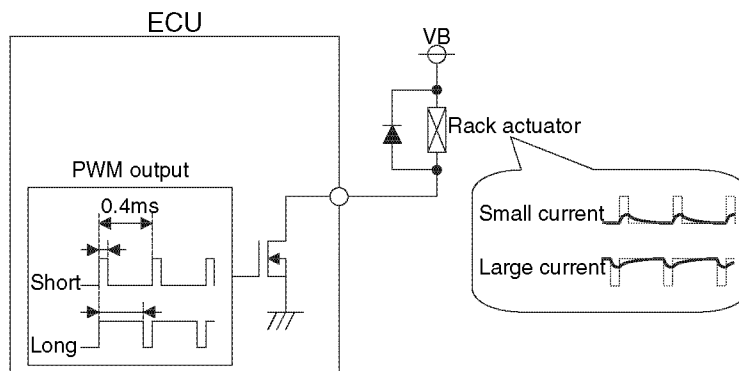 ECU
VB
Rack actuator
PWM output
0.4ms
Short
Long
Small current
Large current